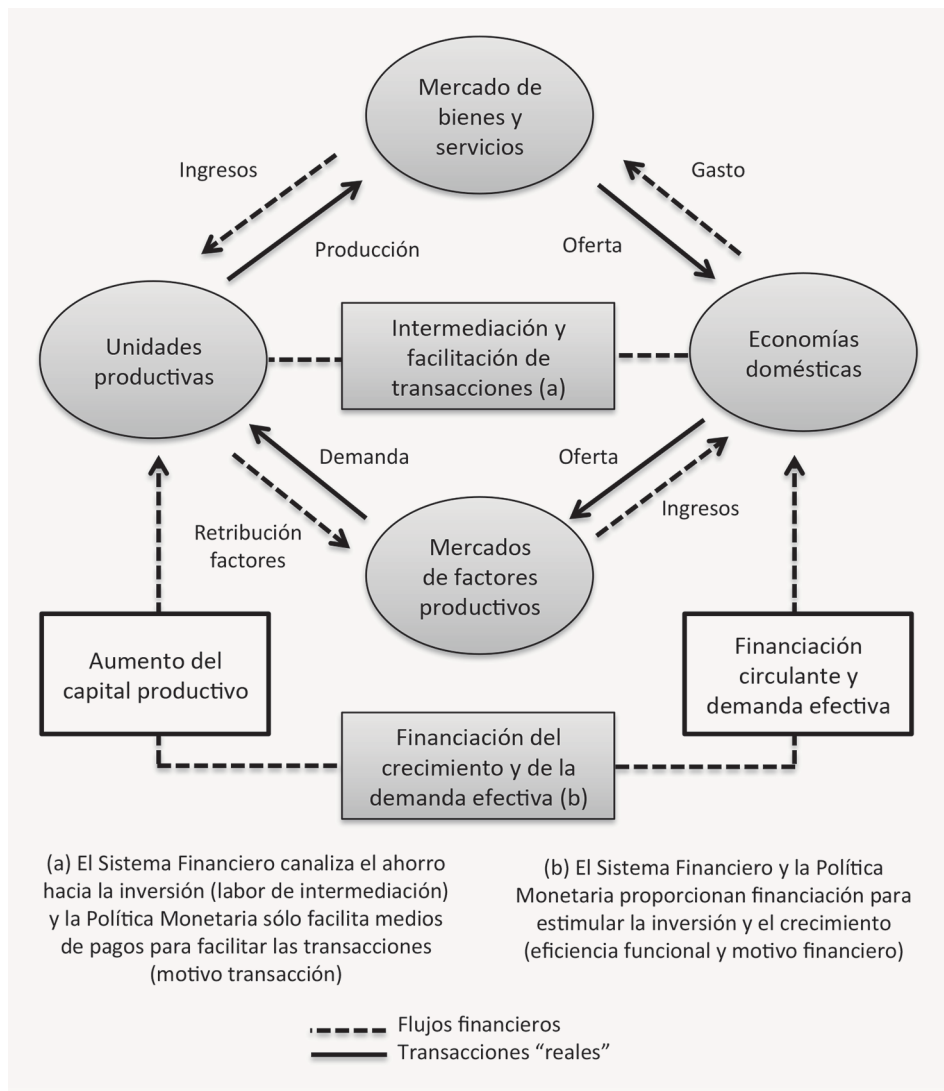 Mercado de
bienes y
servicios
Ingresos
Gasto
Producción
Oferta
Unidades
productivas
Intermediación y
facilitación de
transacciones (a)
Economías
domésticas
Demanda
Oferta
Retribución
factores
Ingresos
Mercados
de factores
productivos
Aumento del
capital productivo
Financiación
circulante y
demanda efectiva
Financiación del
crecimiento y de la
demanda efectiva (b)
(a) El Sistema Financiero canaliza el ahorro
hacia la inversión (labor de intermediación)
y la Política Monetaria sólo facilita medios
de pagos para facilitar las transacciones
(motivo transacción)
(b) El Sistema Financiero y la Política
Monetaria proporcionan financiación para
estimular la inversión y el crecimiento
(eficiencia funcional y motivo financiero)
Flujos financieros
Transacciones “reales”